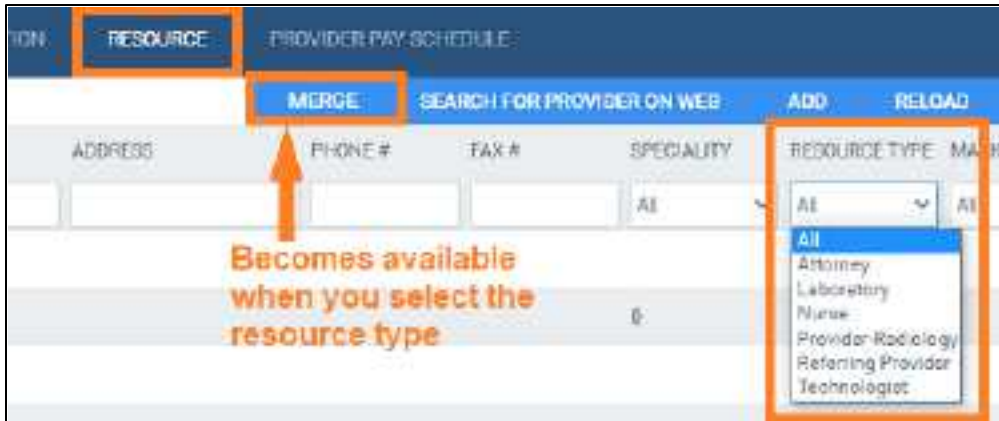 RESOURCE PROVIDER PAY SCHEDULE
MERGE SEARCH FOR PROVIDER ON WEB ADD RELOAD
ADDRESS PHONE # FAX # SPECIALITY RESOURCE TYPE
All All All
All
Attorney
Laboratory
Nurse
Provider-Radiology
Referring Provider
Technologist
Becomes available
when you select the
resource type